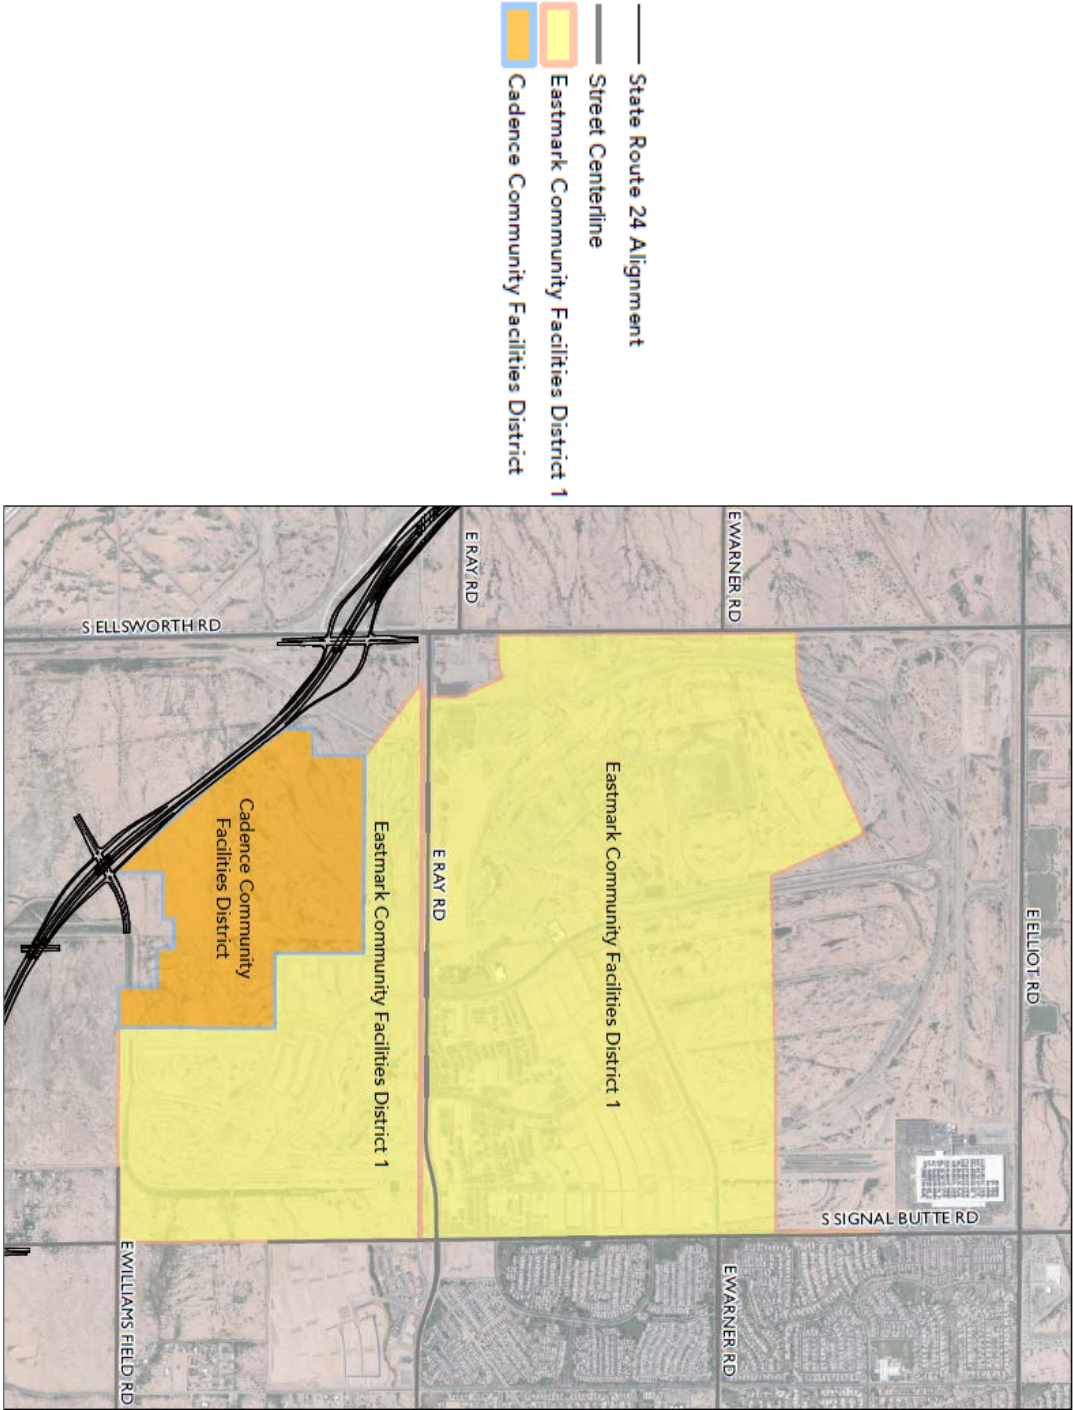 State Route 24 Alignment
Street Centerline
Eastmark Community Facilities District 1
Cadence Community Facilities District
E ELLIOT RD
S SIGNAL BUTTE RD
E WARNER RD
E WARNER RD
Eastmark Community Facilities District 1
E RAY RD
E RAY RD
Eastmark Community Facilities District 1
Cadence Community
Facilities District
S ELLSWORTH RD
E WILLIAMS FIELD RD